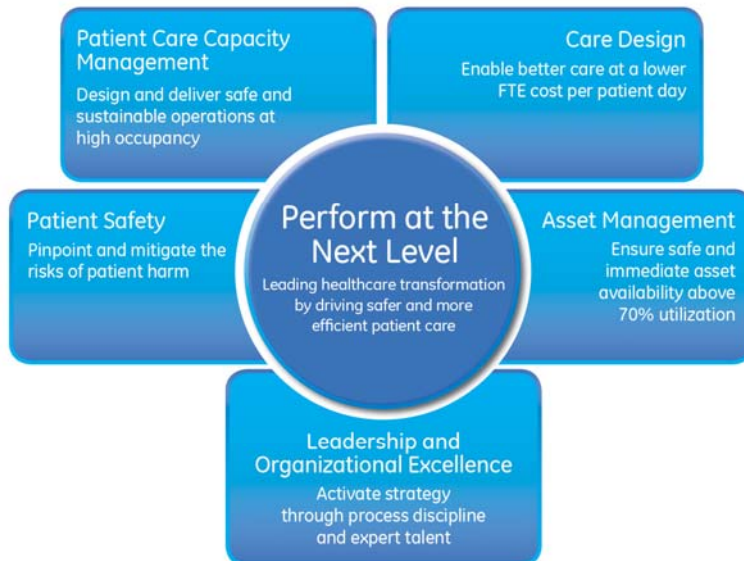 Patient Care Capacity
Management
Design and deliver safe and
sustainable operations at
high occupancy
Care Design
Enable better care at a lower
FTE cost per patient day
Patient Safety
Pinpoint and mitigate the
risks of patient harm
Perform at the
Next Level
Leading healthcare transformation
by driving safer and more
efficient patient care
Asset Management
Ensure safe and
immediate asset
availability above
70% utilization
Leadership and
Organizational Excellence
Activate strategy
through process discipline
and expert talent